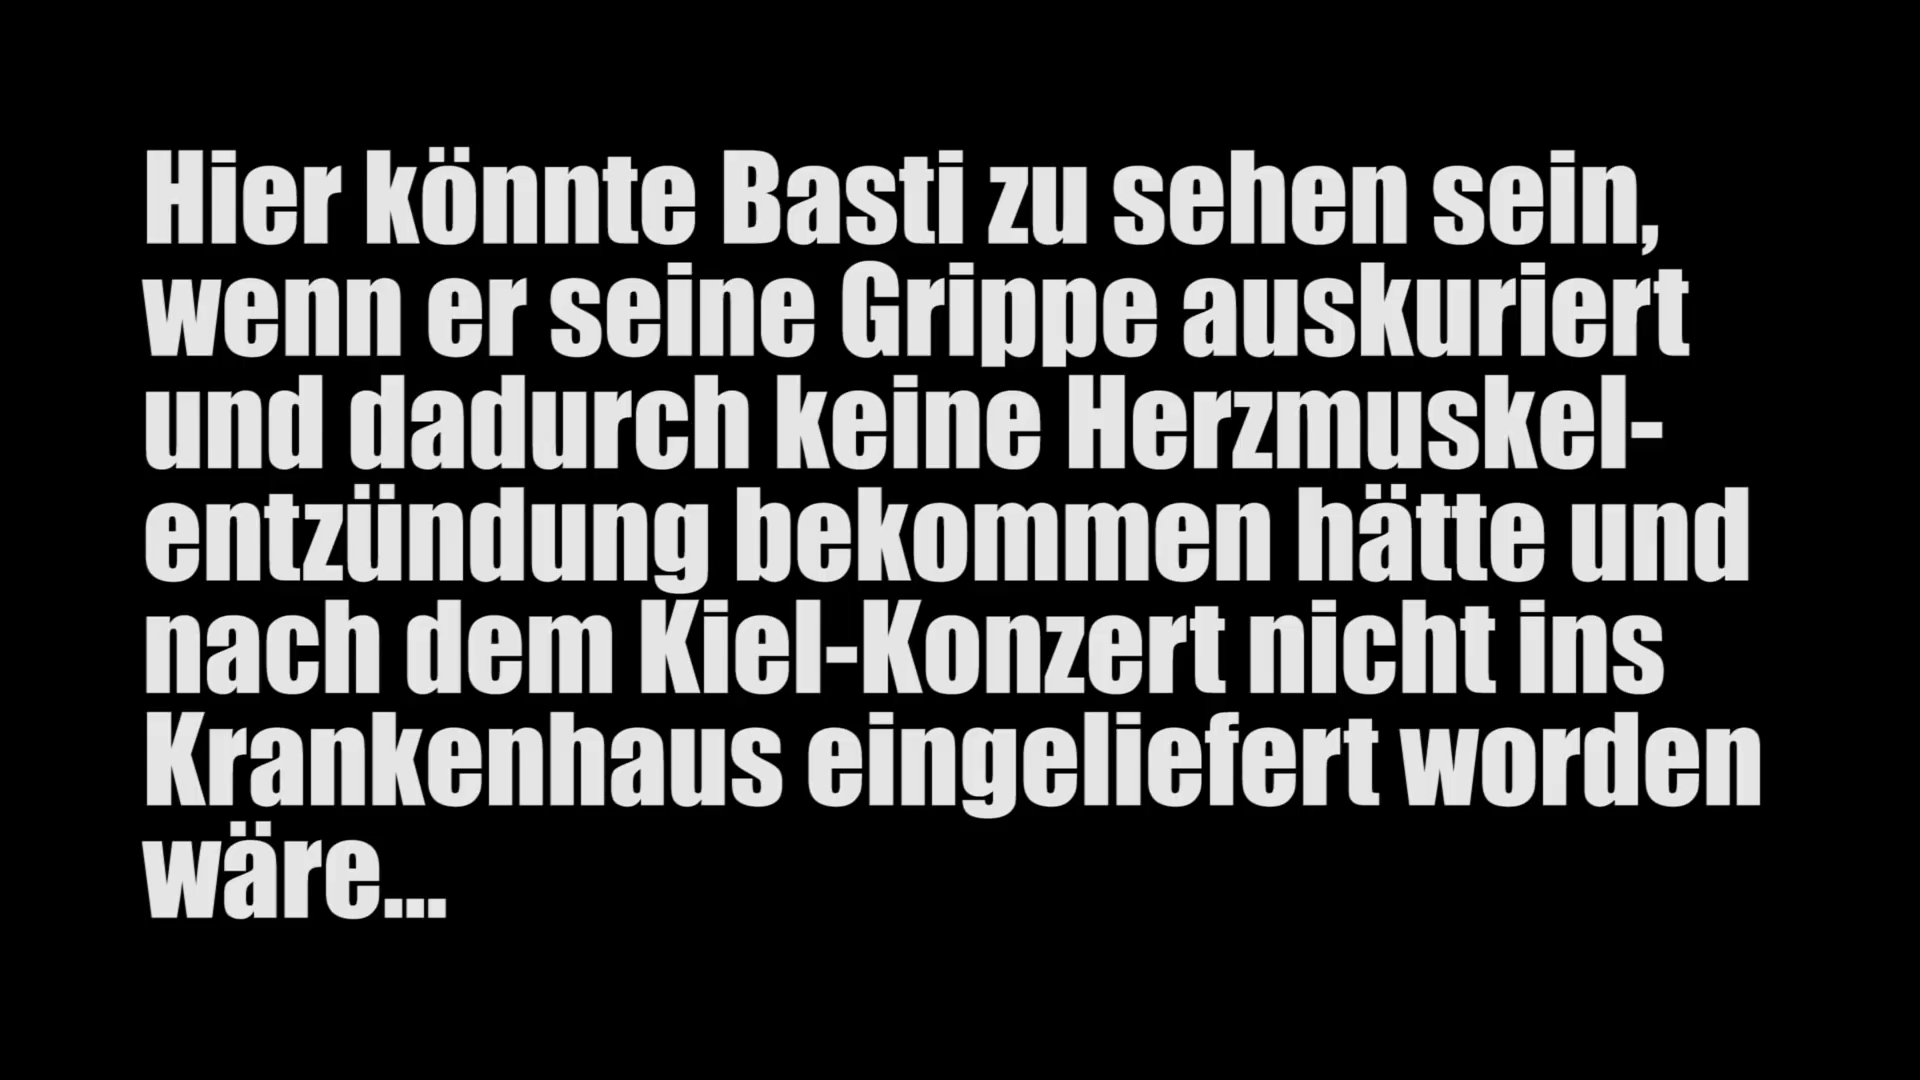 Hier könnte Basti zu sehen sein,
wenn er seine Grippe auskuriert
und dadurch keine Herzmuskel-
entzündung bekommen hätte und
nach dem Kiel-Konzert nicht ins
Krankenhaus eingeliefert worden
wäre...